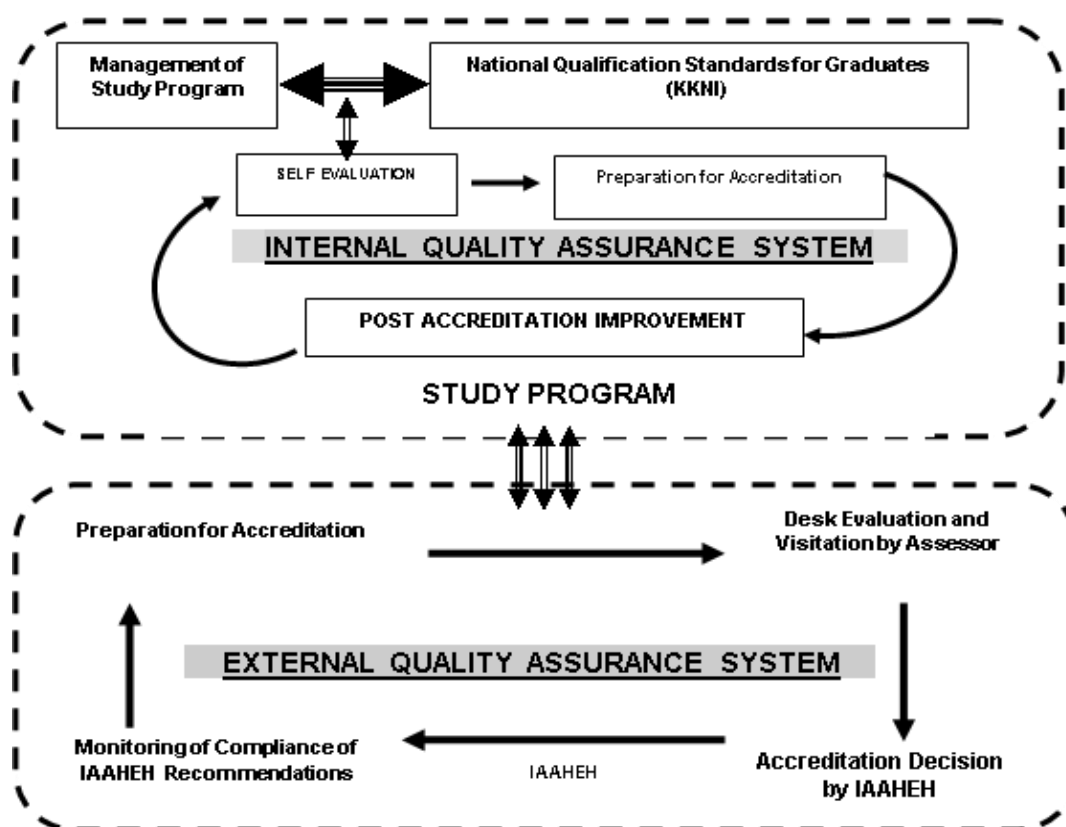 Management of
Study Program
National Qualification Standards for Graduates
(KKNI)
SELF EVALUATION
Preparation for Accreditation
INTERNAL QUALITY ASSURANCE SYSTEM
POST ACCREDITATION IMPROVEMENT
STUDY PROGRAM
Preparation for Accreditation
Desk Evaluation and
Visitation by Assessor
EXTERNAL QUALITY ASSURANCE SYSTEM
Monitoring of Compliance of
IAAHEH Recommendations
IAAHEH
Accreditation Decision
by IAAHEH